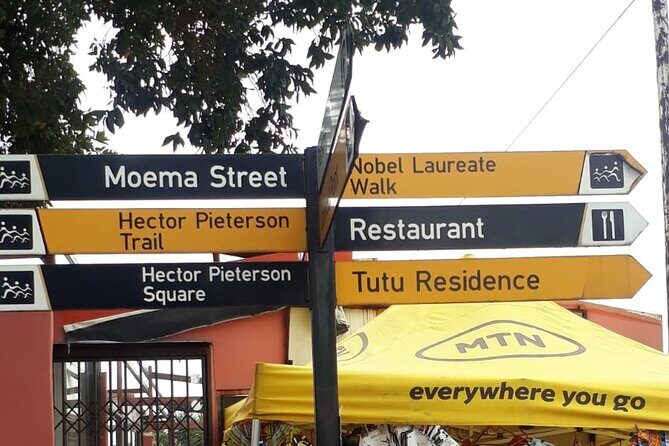 Moema Street
Hector Pieterson
Trail
Hector Pieterson
Square
Nobel Laureate
Walk
Restaurant
Tutu Residence
MTN
everywhere you go